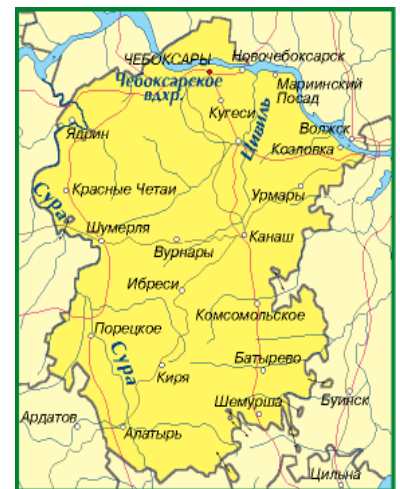 ЧЕБОКСАРЫ
Новочебоксарск
Чебоксарское
вдхр.
Мариинский
Посад
Кугеси
Цивиль
Ядрин
Волжск
Козловка
Красные Четаи
Урмары
Сура
Шумерля
Канаш
Вурнары
Ибреси
Комсомольское
Порецкое
Сура
Батырево
Киря
Шемурша
Буинск
Ардатов
Алатырь
Цильна